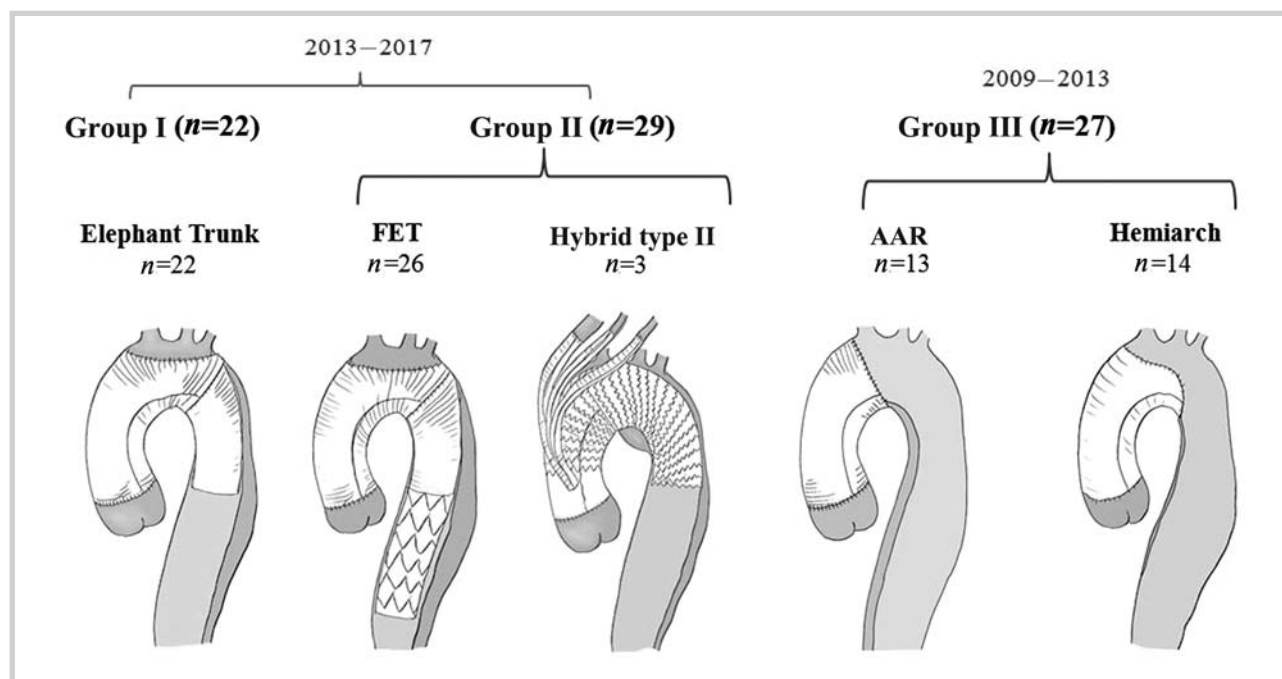 2013–2017
2009–2013
Group I (n=22)
Group II (n=29)
Group III (n=27)
Elephant Trunk
n=22
FET
n=26
Hybrid type II
n=3
AAR
n=13
Hemiarch
n=14